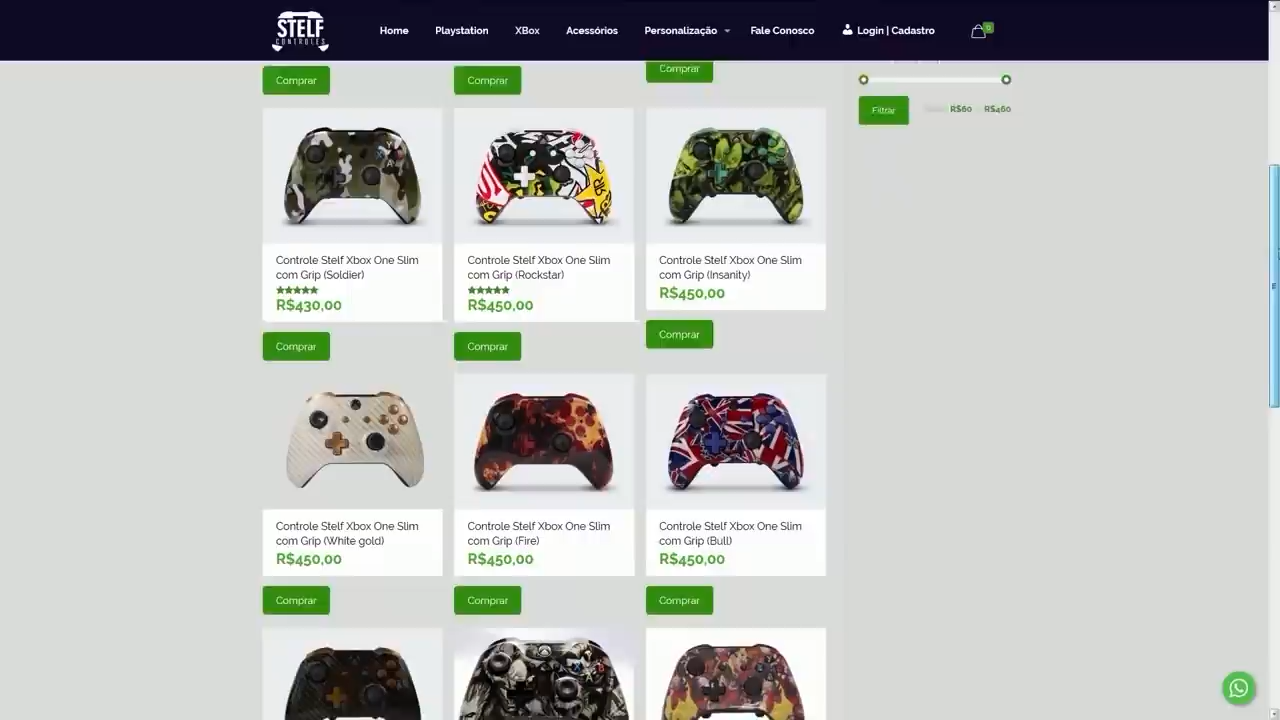 STELF
CONTROLES
Home
Playstation
XBox
Acessórios
Personalização
Fale Conosco
Login | Cadastro
0
Comprar
Comprar
Comprar
Filtrar
R$60
R$460
Controle Stelf Xbox One Slim
com Grip (Soldier)
R$430,00
Controle Stelf Xbox One Slim
com Grip (Rockstar)
R$450,00
Controle Stelf Xbox One Slim
com Grip (Insanity)
R$450,00
Comprar
Comprar
Comprar
Controle Stelf Xbox One Slim
com Grip (White gold)
R$450,00
Controle Stelf Xbox One Slim
com Grip (Fire)
R$450,00
Controle Stelf Xbox One Slim
com Grip (Bull)
R$450,00
Comprar
Comprar
Comprar